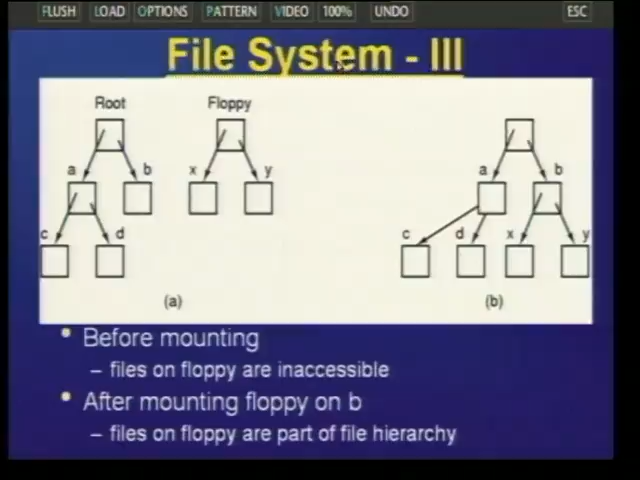 FLUSH LOAD OPTIONS PATTERN VIDEO 100% UNDO ESC
File System - III
Root Floppy
a b x y a b
c d c d x y
(a) (b)
• Before mounting
– files on floppy are inaccessible
• After mounting floppy on b
– files on floppy are part of file hierarchy